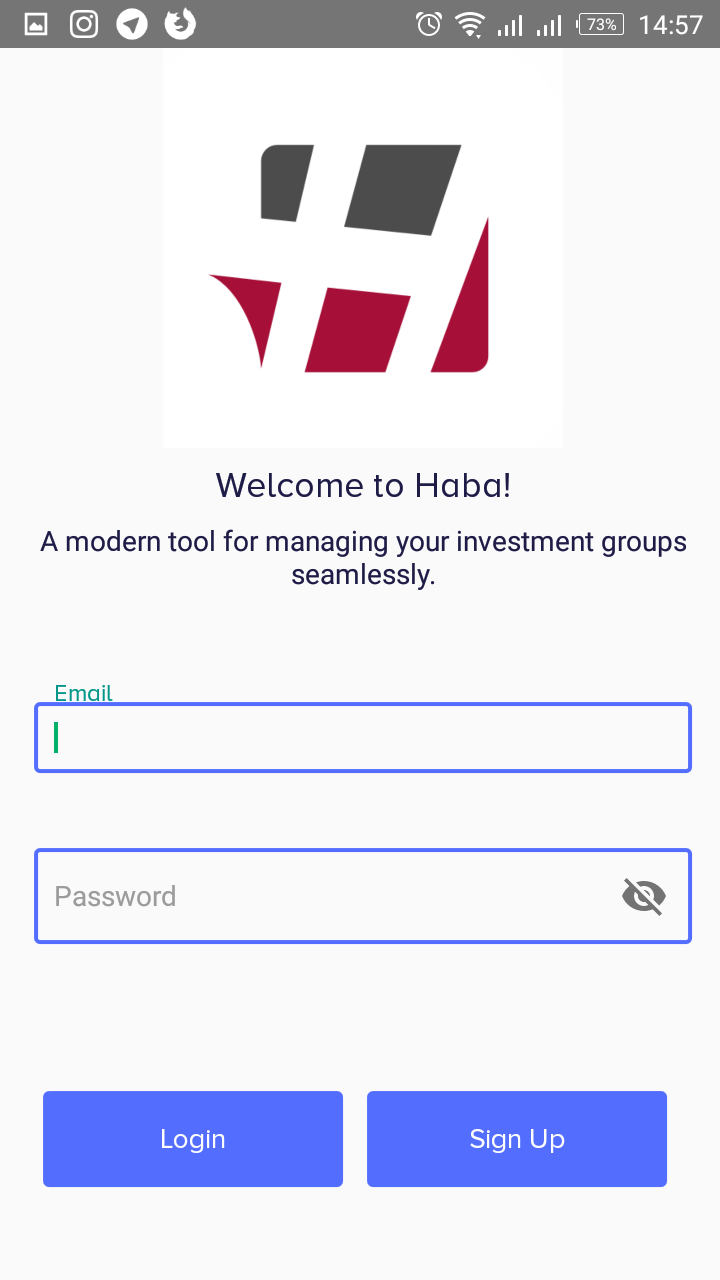 73% 14:57
Welcome to Haba!
A modern tool for managing your investment groups
seamlessly.
Email
Password
Login Sign Up